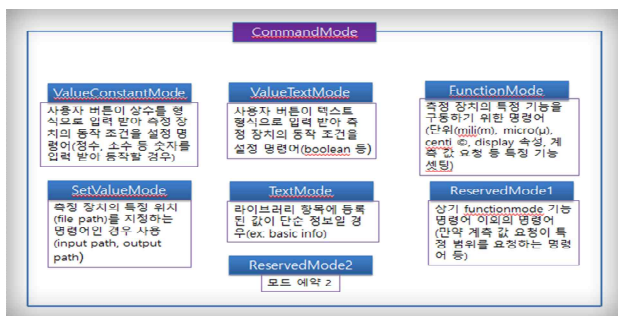 CommandMode
ValueConstantMode
사용자 버튼이 상수를 형
식으로 입력 받아 측정 장
치의 동작 조건을 설정 명
령어(정수, 소수 등 숫자를
입력 받이 동작할 경우)
ValueTextMode
사용자 버튼이 텍스트
형식으로 입력 받아 측
정 장치의 동작 조건을
설정 명령어(boolean 등)
FunctionMode
측정 장치의 특정 기능을
구동하기 위한 명령어
(단위(mili(m), micro(μ),
centi ©, display 속성, 계
측 값 요청 등 특정 기능
셋팅)
SetValueMode
측정 장시의 특정 위치
(file path)를 지정하는
명령어인 경우 사용
(input path, output
path)
TextMode
라이브러리 항목에 등록
된 값이 단순 정보일 경
우(ex. basic info)
ReservedMode1
상기 functionmode 기능
명령어 이외의 명령어
(만약 계측 값 요청이 특
정 범위를 요청하는 명령
어 등)
ReservedMode2
모드 예약 2